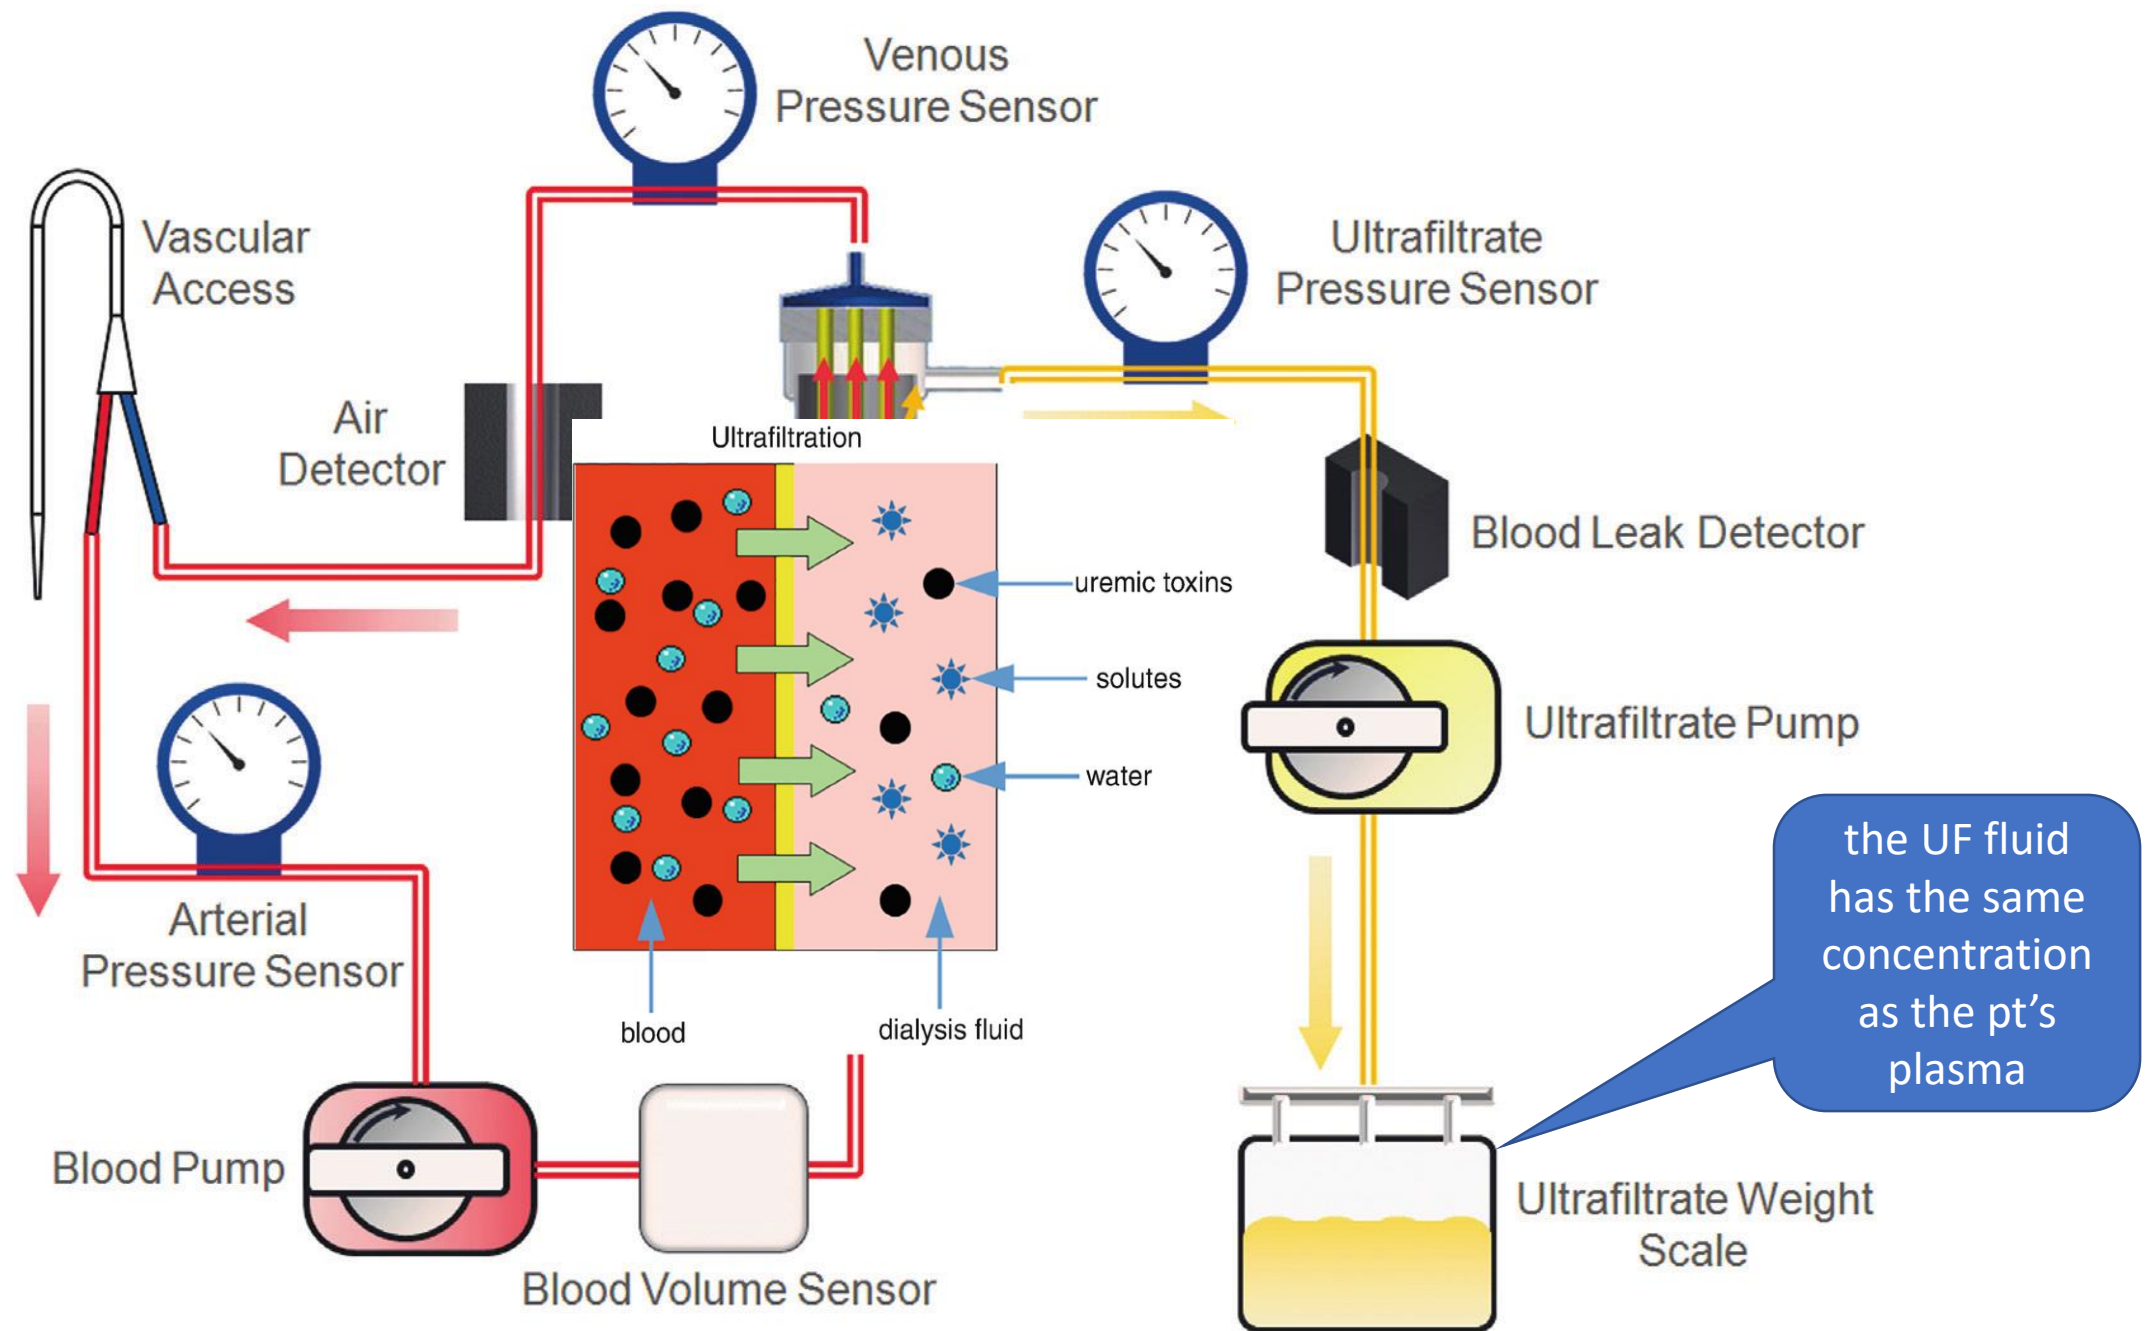 Venous
Pressure Sensor
Vascular
Access
Ultrafiltrate
Pressure Sensor
Air
Detector
Ultrafiltration
Blood Leak Detector
uremic toxins
solutes
Ultrafiltrate Pump
water
the UF fluid
has the same
concentration
as the pt’s
plasma
Arterial
Pressure Sensor
blood
dialysis fluid
Blood Pump
Ultrafiltrate Weight
Scale
Blood Volume Sensor